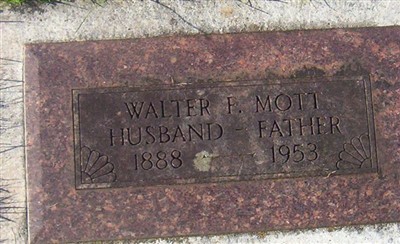 WALTER F. MOTT
HUSBAND - FATHER
1888 1953